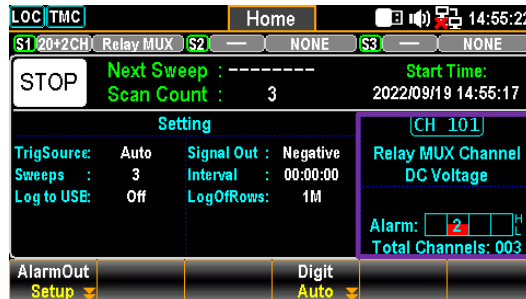 LOC TMC Home 14:55:22
S1 20+2CH Relay MUX S2 — NONE S3 — NONE
STOP
Next Sweep : -------
Scan Count : 3
Start Time:
2022/09/19 14:55:17
Setting
TrigSource: Auto Signal Out : Negative
Sweeps : 3 Interval : 00:00:00
Log to USB: Off LogOfRows: 1M
CH 101
Relay MUX Channel
DC Voltage
Alarm: 2 H L
Total Channels: 003
AlarmOut
Setup
Digit
Auto